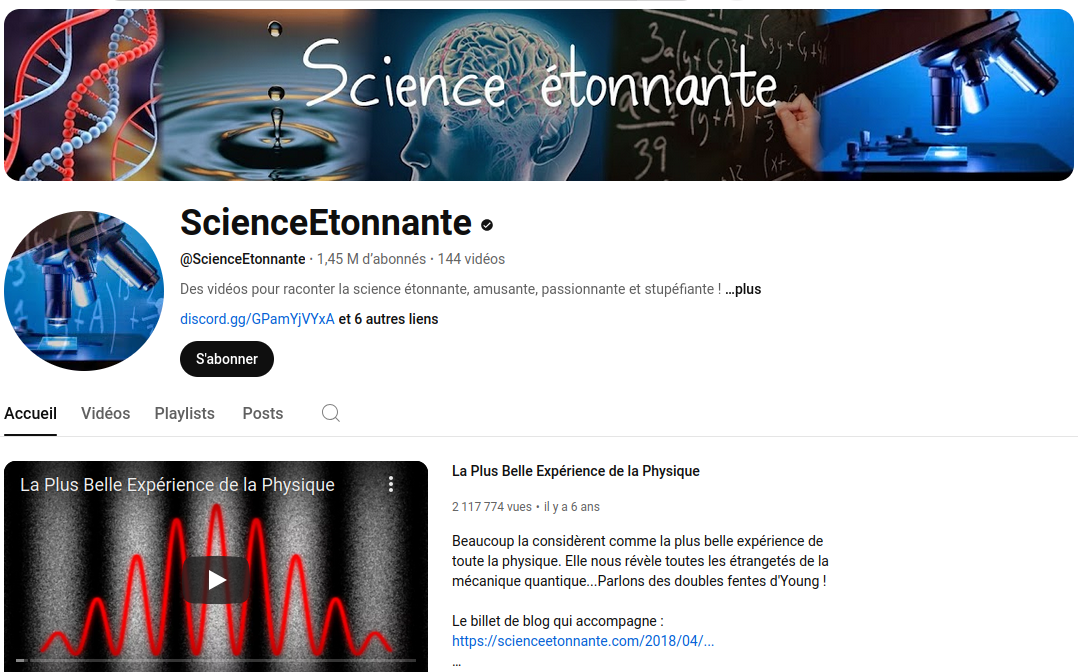 Science étonnante
ScienceEtonnante
@ScienceEtonnante • 1,45 M d’abonnés • 144 vidéos
Des vidéos pour raconter la science étonnante, amusante, passionnante et stupéfiante ! ...plus
discord.gg/GPamYjVYxA et 6 autres liens
S'abonner
Accueil Vidéos Playlists Posts
La Plus Belle Expérience de la Physique
La Plus Belle Expérience de la Physique
2 117 774 vues • il y a 6 ans
Beaucoup la considèrent comme la plus belle expérience de
toute la physique. Elle nous révèle toutes les étrangetés de la
mécanique quantique...Parlons des doubles fentes d'Young !
Le billet de blog qui accompagne :
https://scienceetonnante.com/2018/04/...
...